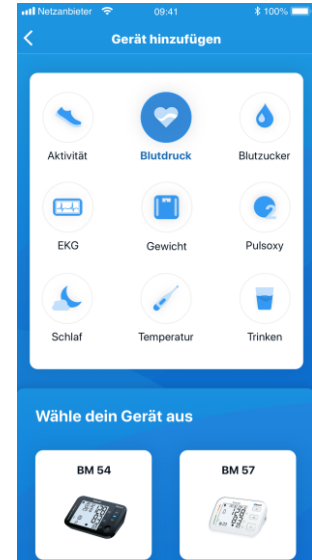 Netzanbieter 09:41 100%
Gerät hinzufügen
Aktivität Blutdruck Blutzucker
EKG Gewicht Pulsoxy
Schlaf Temperatur Trinken
Wähle dein Gerät aus
BM 54 BM 57